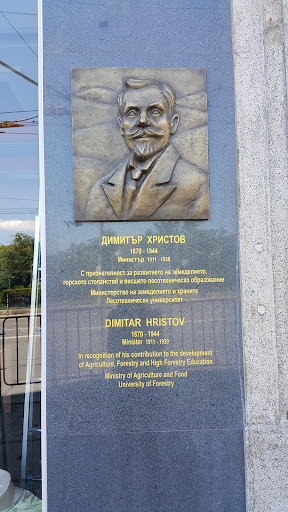 ДИМИТЪР ХРИСТОВ
1870 - 1944
Министър 1911 - 1930
С признателност за развитието на земеделието,
горското стопанство и висшето лесотехническо образование
Министерство на земеделието и храните
Лесотехнически университет
DIMITAR HRISTOV
1870 - 1944
Minister 1911 - 1930
In recognition of his contribution to the development
of Agriculture, Forestry and High Forestry Education
Ministry of Agriculture and Food
University of Forestry